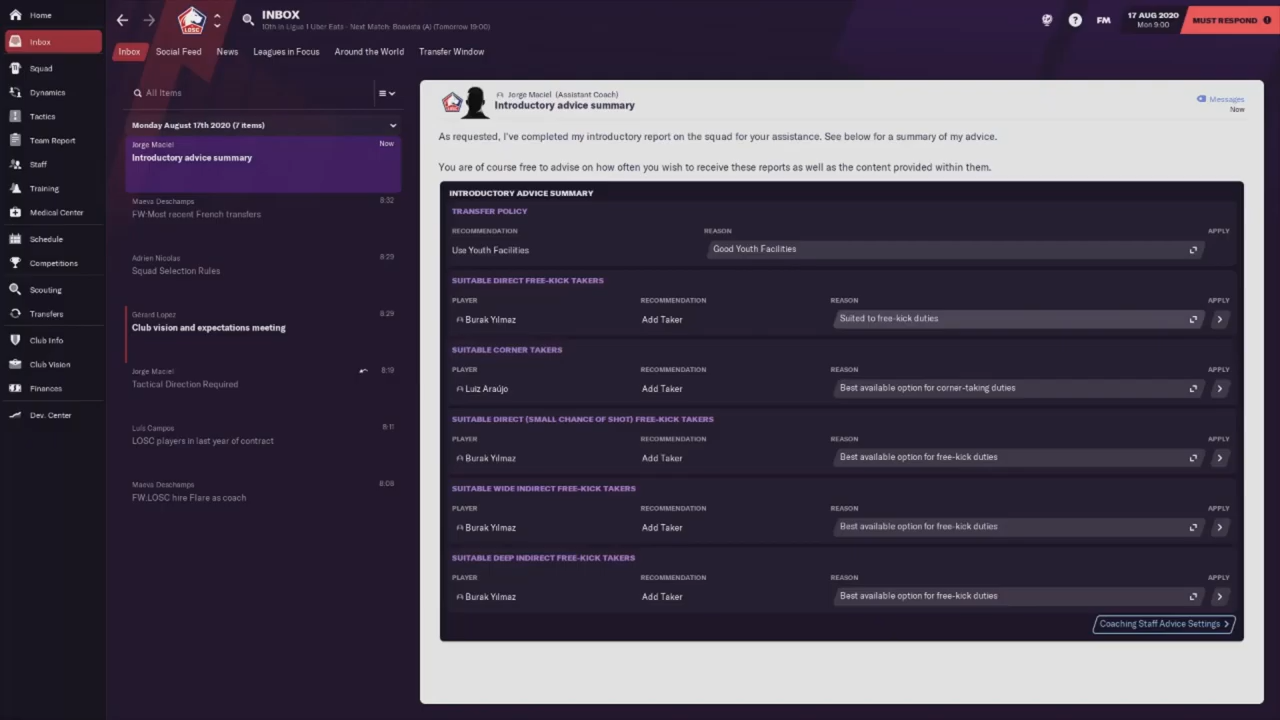 Home
Inbox
Squad
Dynamics
Tactics
Team Report
Staff
Training
Medical Center
Schedule
Competitions
Scouting
Transfers
Club Info
Club Vision
Finances
Dev. Center
LOSC
INBOX
10th in Ligue 1 Uber Eats - Next Match: Boavista (A) (Tomorrow 19:00)
?
FM
17 AUG 2020
Mon 9:00
MUST RESPOND
Inbox Social Feed News Leagues in Focus Around the World Transfer Window
All Items
Monday August 17th 2020 (7 items)
Jorge Maciel Now
Introductory advice summary
Maeva Deschamps 8:32
FW:Most recent French transfers
Adrien Nicolas 8:29
Squad Selection Rules
Gérard Lopez 8:29
Club vision and expectations meeting
Jorge Maciel 8:19
Tactical Direction Required
Luís Campos 8:11
LOSC players in last year of contract
Maeva Deschamps 8:08
FW:LOSC hire Flare as coach
Jorge Maciel (Assistant Coach)
Introductory advice summary
Messages
Now
As requested, I've completed my introductory report on the squad for your assistance. See below for a summary of my advice.
You are of course free to advise on how often you wish to receive these reports as well as the content provided within them.
INTRODUCTORY ADVICE SUMMARY
TRANSFER POLICY
RECOMMENDATION REASON APPLY
Use Youth Facilities Good Youth Facilities
SUITABLE DIRECT FREE-KICK TAKERS
PLAYER RECOMMENDATION REASON APPLY
Burak Yılmaz Add Taker Suited to free-kick duties
SUITABLE CORNER TAKERS
PLAYER RECOMMENDATION REASON APPLY
Luiz Araújo Add Taker Best available option for corner-taking duties
SUITABLE DIRECT (SMALL CHANCE OF SHOT) FREE-KICK TAKERS
PLAYER RECOMMENDATION REASON APPLY
Burak Yılmaz Add Taker Best available option for free-kick duties
SUITABLE WIDE INDIRECT FREE-KICK TAKERS
PLAYER RECOMMENDATION REASON APPLY
Burak Yılmaz Add Taker Best available option for free-kick duties
SUITABLE DEEP INDIRECT FREE-KICK TAKERS
PLAYER RECOMMENDATION REASON APPLY
Burak Yılmaz Add Taker Best available option for free-kick duties
Coaching Staff Advice Settings